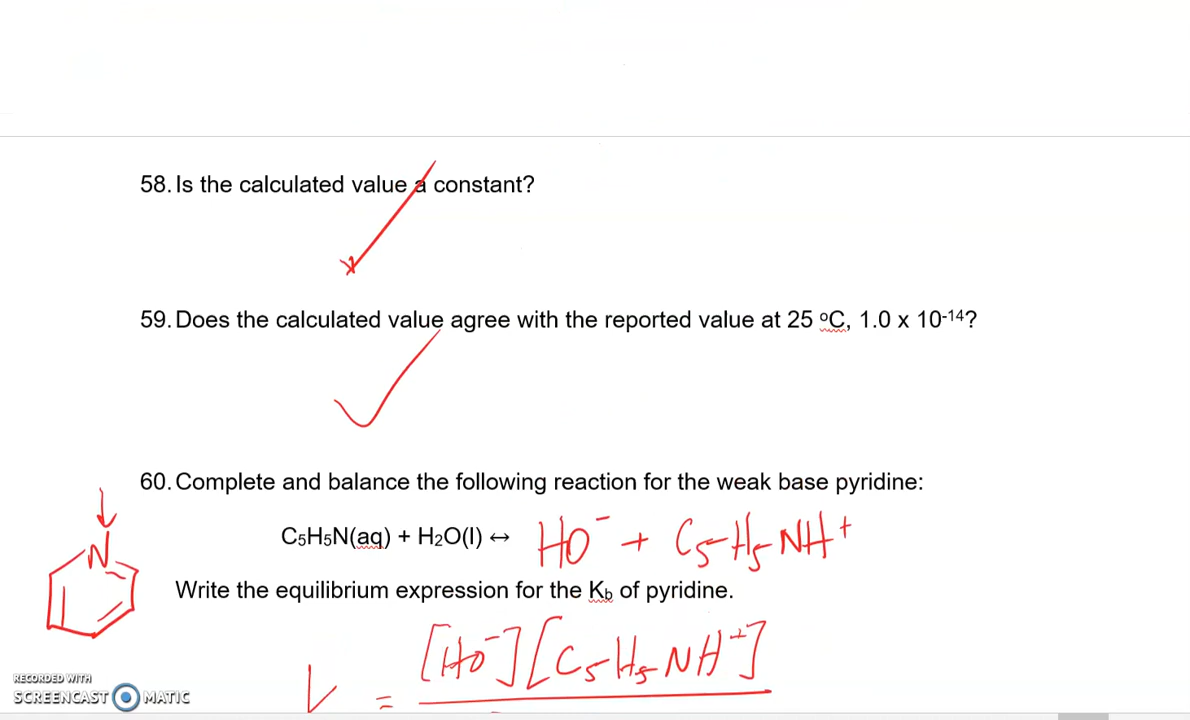 58. Is the calculated value a constant?
59. Does the calculated value agree with the reported value at 25 ºC, 1.0 x 10-14?
60. Complete and balance the following reaction for the weak base pyridine:
N
C5H5N(aq) + H2O(l) ↔ HO⁻ + C5H5NH⁺
Write the equilibrium expression for the Kb of pyridine.
[HO⁻][C5H5NH⁺]
=
RECORDED WITH
SCREENCAST MATIC